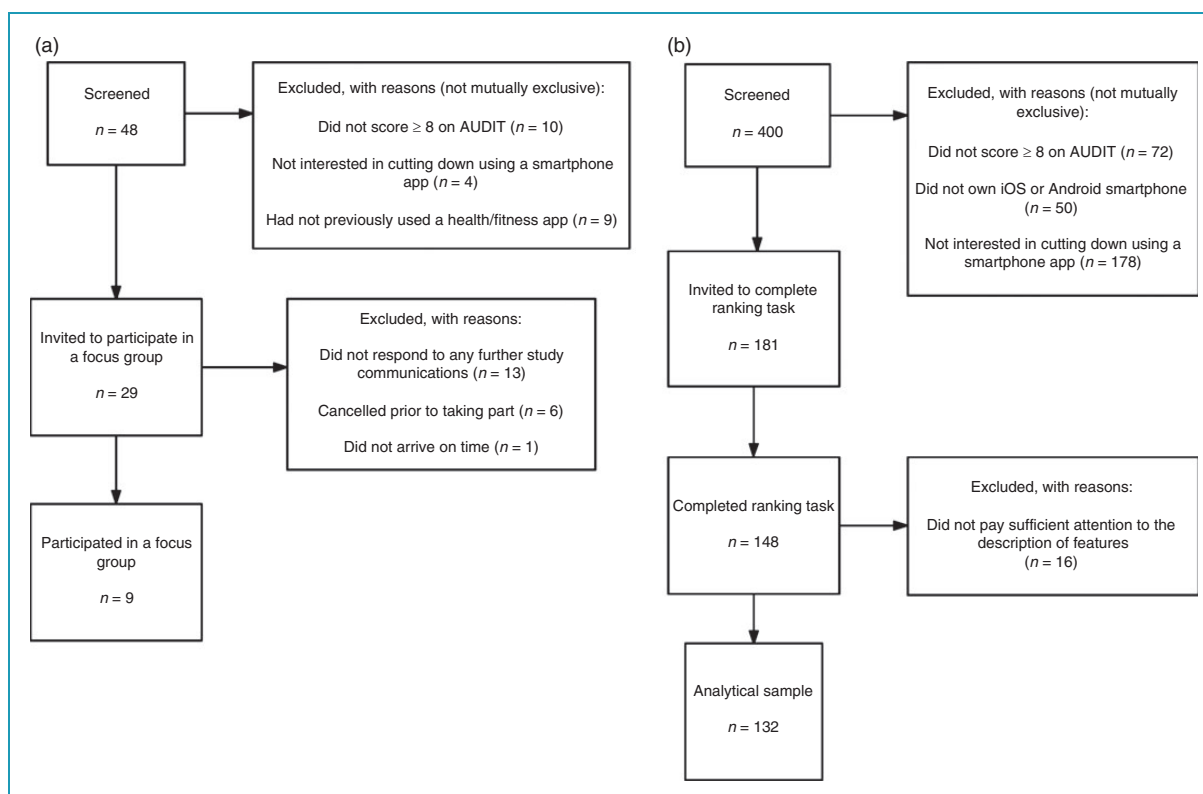 (a)
Screened
n = 48
Excluded, with reasons (not mutually exclusive):
Did not score ≥ 8 on AUDIT (n = 10)
Not interested in cutting down using a smartphone
app (n = 4)
Had not previously used a health/fitness app (n = 9)
Invited to participate in
a focus group
n = 29
Excluded, with reasons:
Did not respond to any further study
communications (n = 13)
Cancelled prior to taking part (n = 6)
Did not arrive on time (n = 1)
Participated in a focus
group
n = 9
(b)
Screened
n = 400
Excluded, with reasons (not mutually
exclusive):
Did not score ≥ 8 on AUDIT (n = 72)
Did not own iOS or Android smartphone
(n = 50)
Not interested in cutting down using a
smartphone app (n = 178)
Invited to complete
ranking task
n = 181
Completed ranking task
n = 148
Excluded, with reasons:
Did not pay sufficient attention to the
description of features
(n = 16)
Analytical sample
n = 132